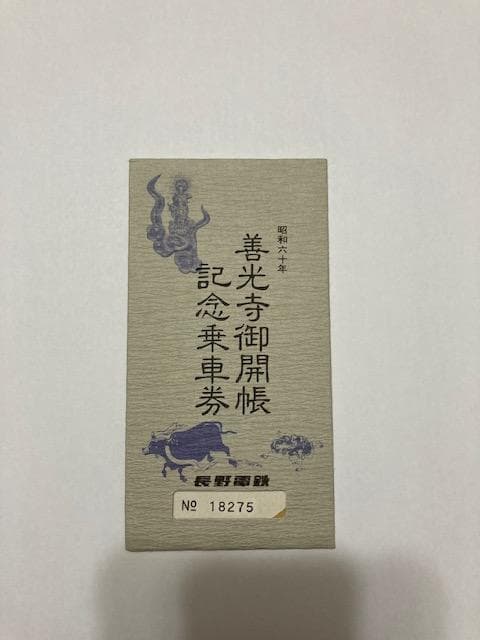 昭和六十年
善光寺御開帳
記念乗車券
長野電鉄
№ 18275